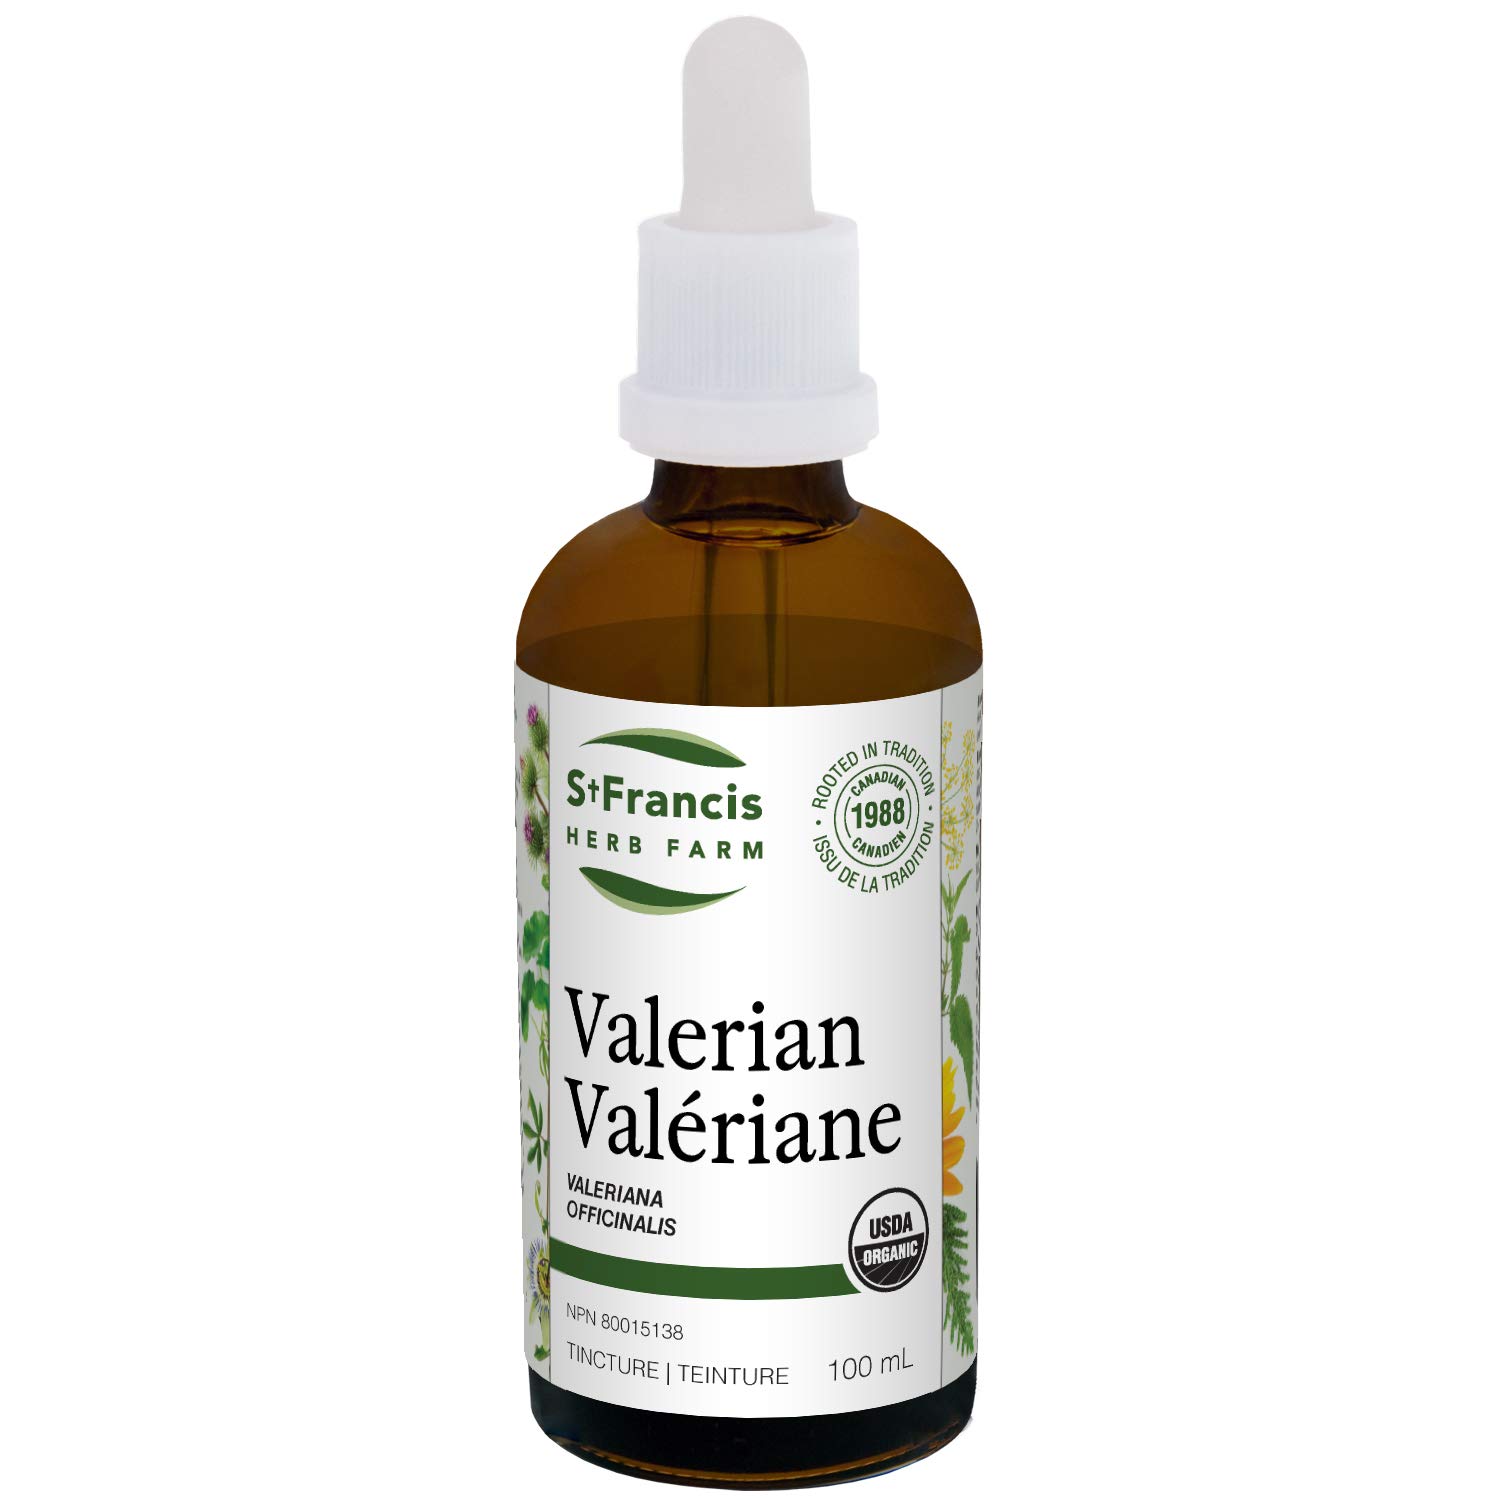 StFrancis
HERB FARM
ROOTED IN TRADITION
CANADIAN
1988
CANADIEN
ISSU DE LA TRADITION
Valerian
Valériane
VALERIANA
OFFICINALIS
USDA
ORGANIC
NPN 80015138
TINCTURE | TEINTURE 100 mL